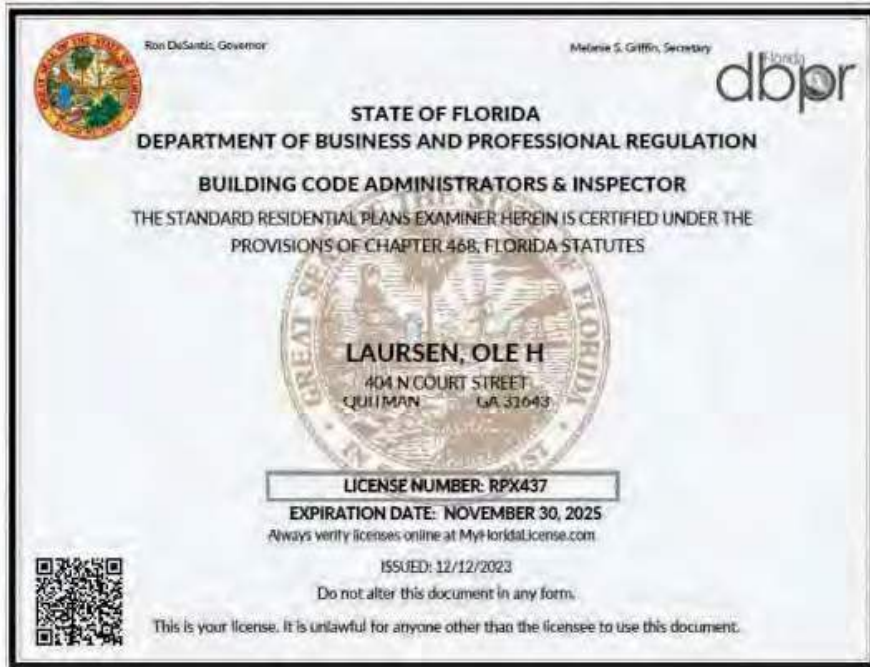 Ron DeSantis, Governor
Melanie S. Griffin, Secretary
Florida
dbpr
STATE OF FLORIDA
DEPARTMENT OF BUSINESS AND PROFESSIONAL REGULATION
BUILDING CODE ADMINISTRATORS & INSPECTOR
THE STANDARD RESIDENTIAL PLANS EXAMINER HEREIN IS CERTIFIED UNDER THE
PROVISIONS OF CHAPTER 468, FLORIDA STATUTES
LAURSEN, OLE H
404 N COURT STREET
QUITMAN GA 31643
LICENSE NUMBER: RPX437
EXPIRATION DATE: NOVEMBER 30, 2025
Always verify licenses online at MyFloridaLicense.com
ISSUED: 12/12/2023
Do not alter this document in any form.
This is your license. It is unlawful for anyone other than the licensee to use this document.